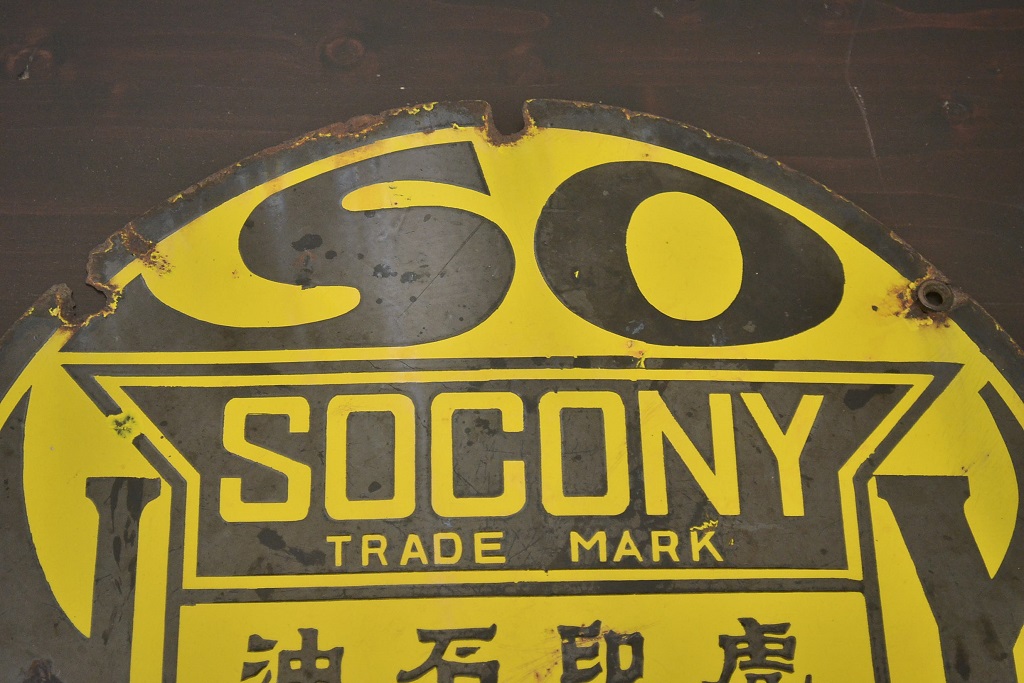 SO
SOCONY
TRADE MARK
油石印虎